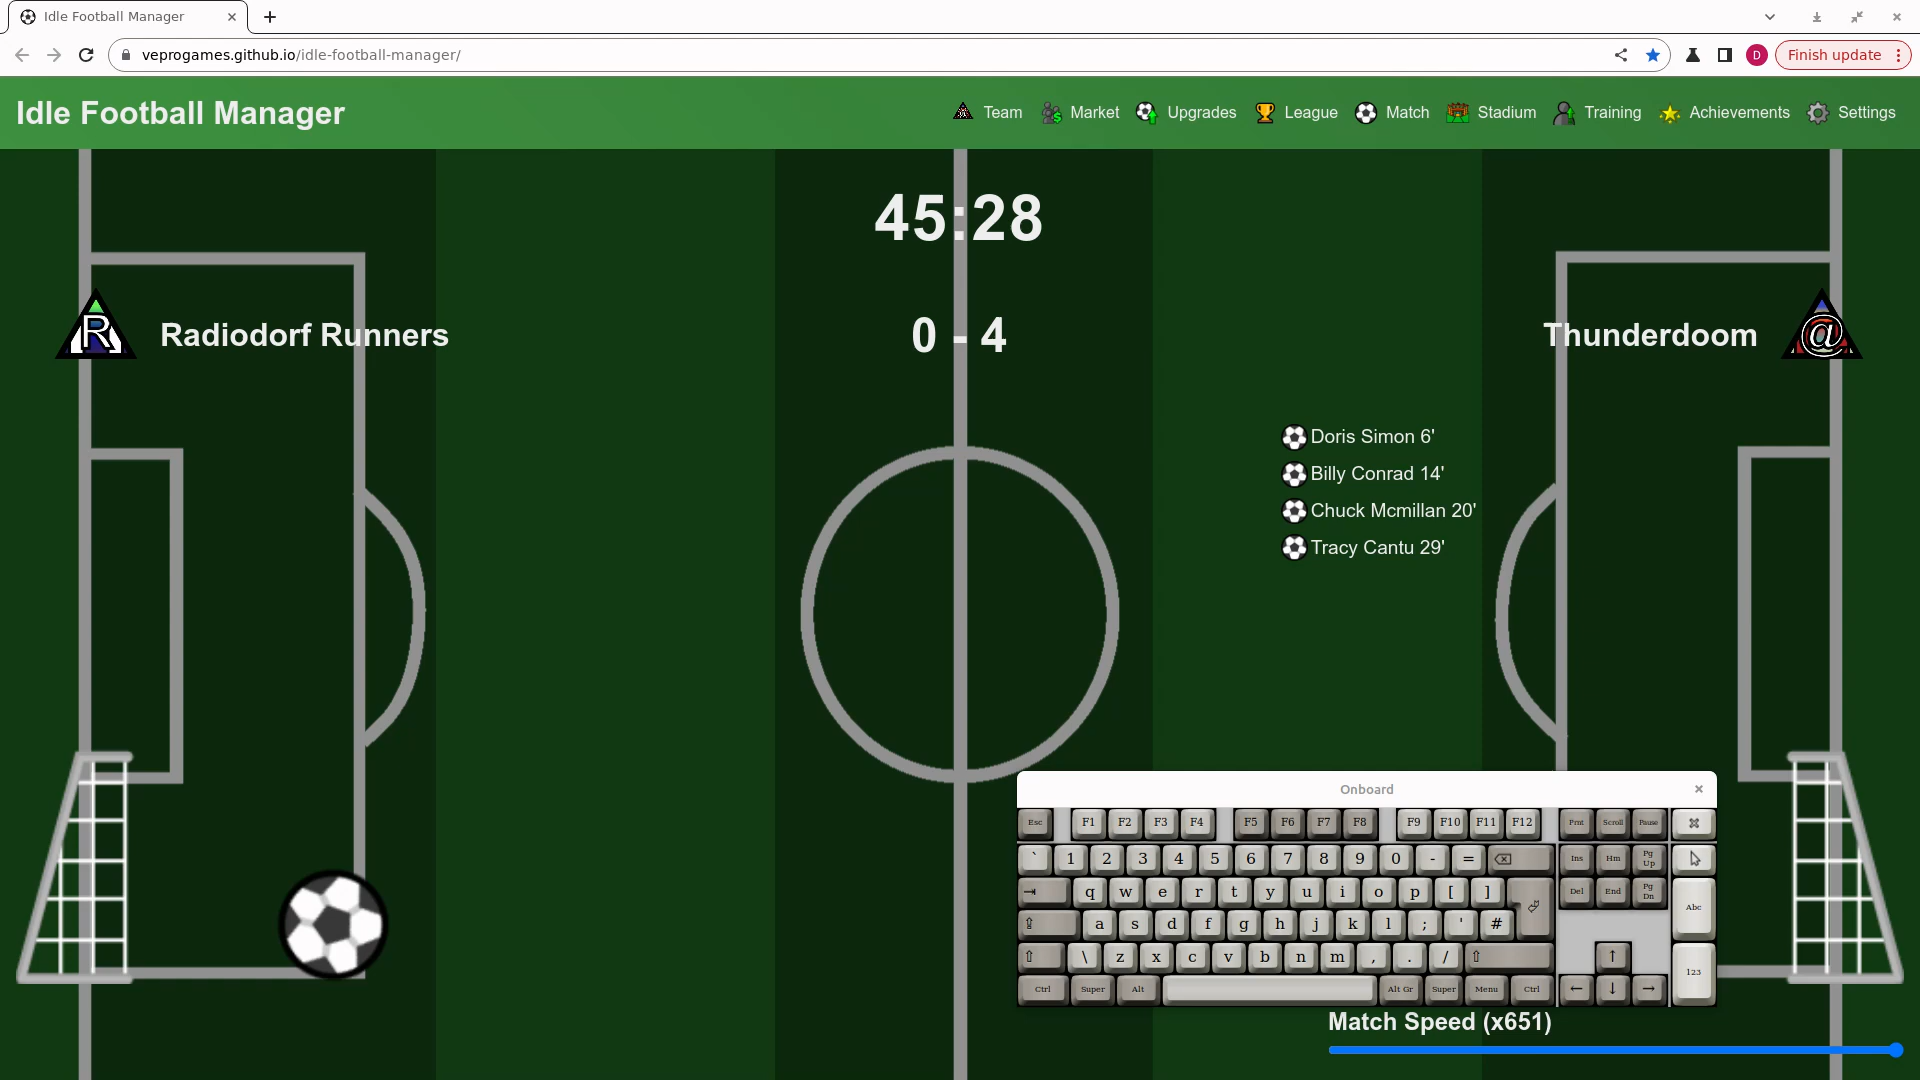 Idle Football Manager
veprogames.github.io/idle-football-manager/
D
Finish update
Idle Football Manager
Team
Market
Upgrades
League
Match
Stadium
Training
Achievements
Settings
45:28
R
Radiodorf Runners
0 - 4
Thunderdoom
@
Doris Simon 6'
Billy Conrad 14'
Chuck Mcmillan 20'
Tracy Cantu 29'
Onboard
Esc F1 F2 F3 F4 F5 F6 F7 F8 F9 F10 F11 F12 Prnt Scroll Pause
` 1 2 3 4 5 6 7 8 9 0 - = Ins Hm Pg Up
q w e r t y u i o p [ ] Del End Pg Dn Abc
a s d f g h j k l ; ' #
\ z x c v b n m , . / ↑
Ctrl Super Alt Alt Gr Super Menu Ctrl ← ↓ → 123
Match Speed (x651)